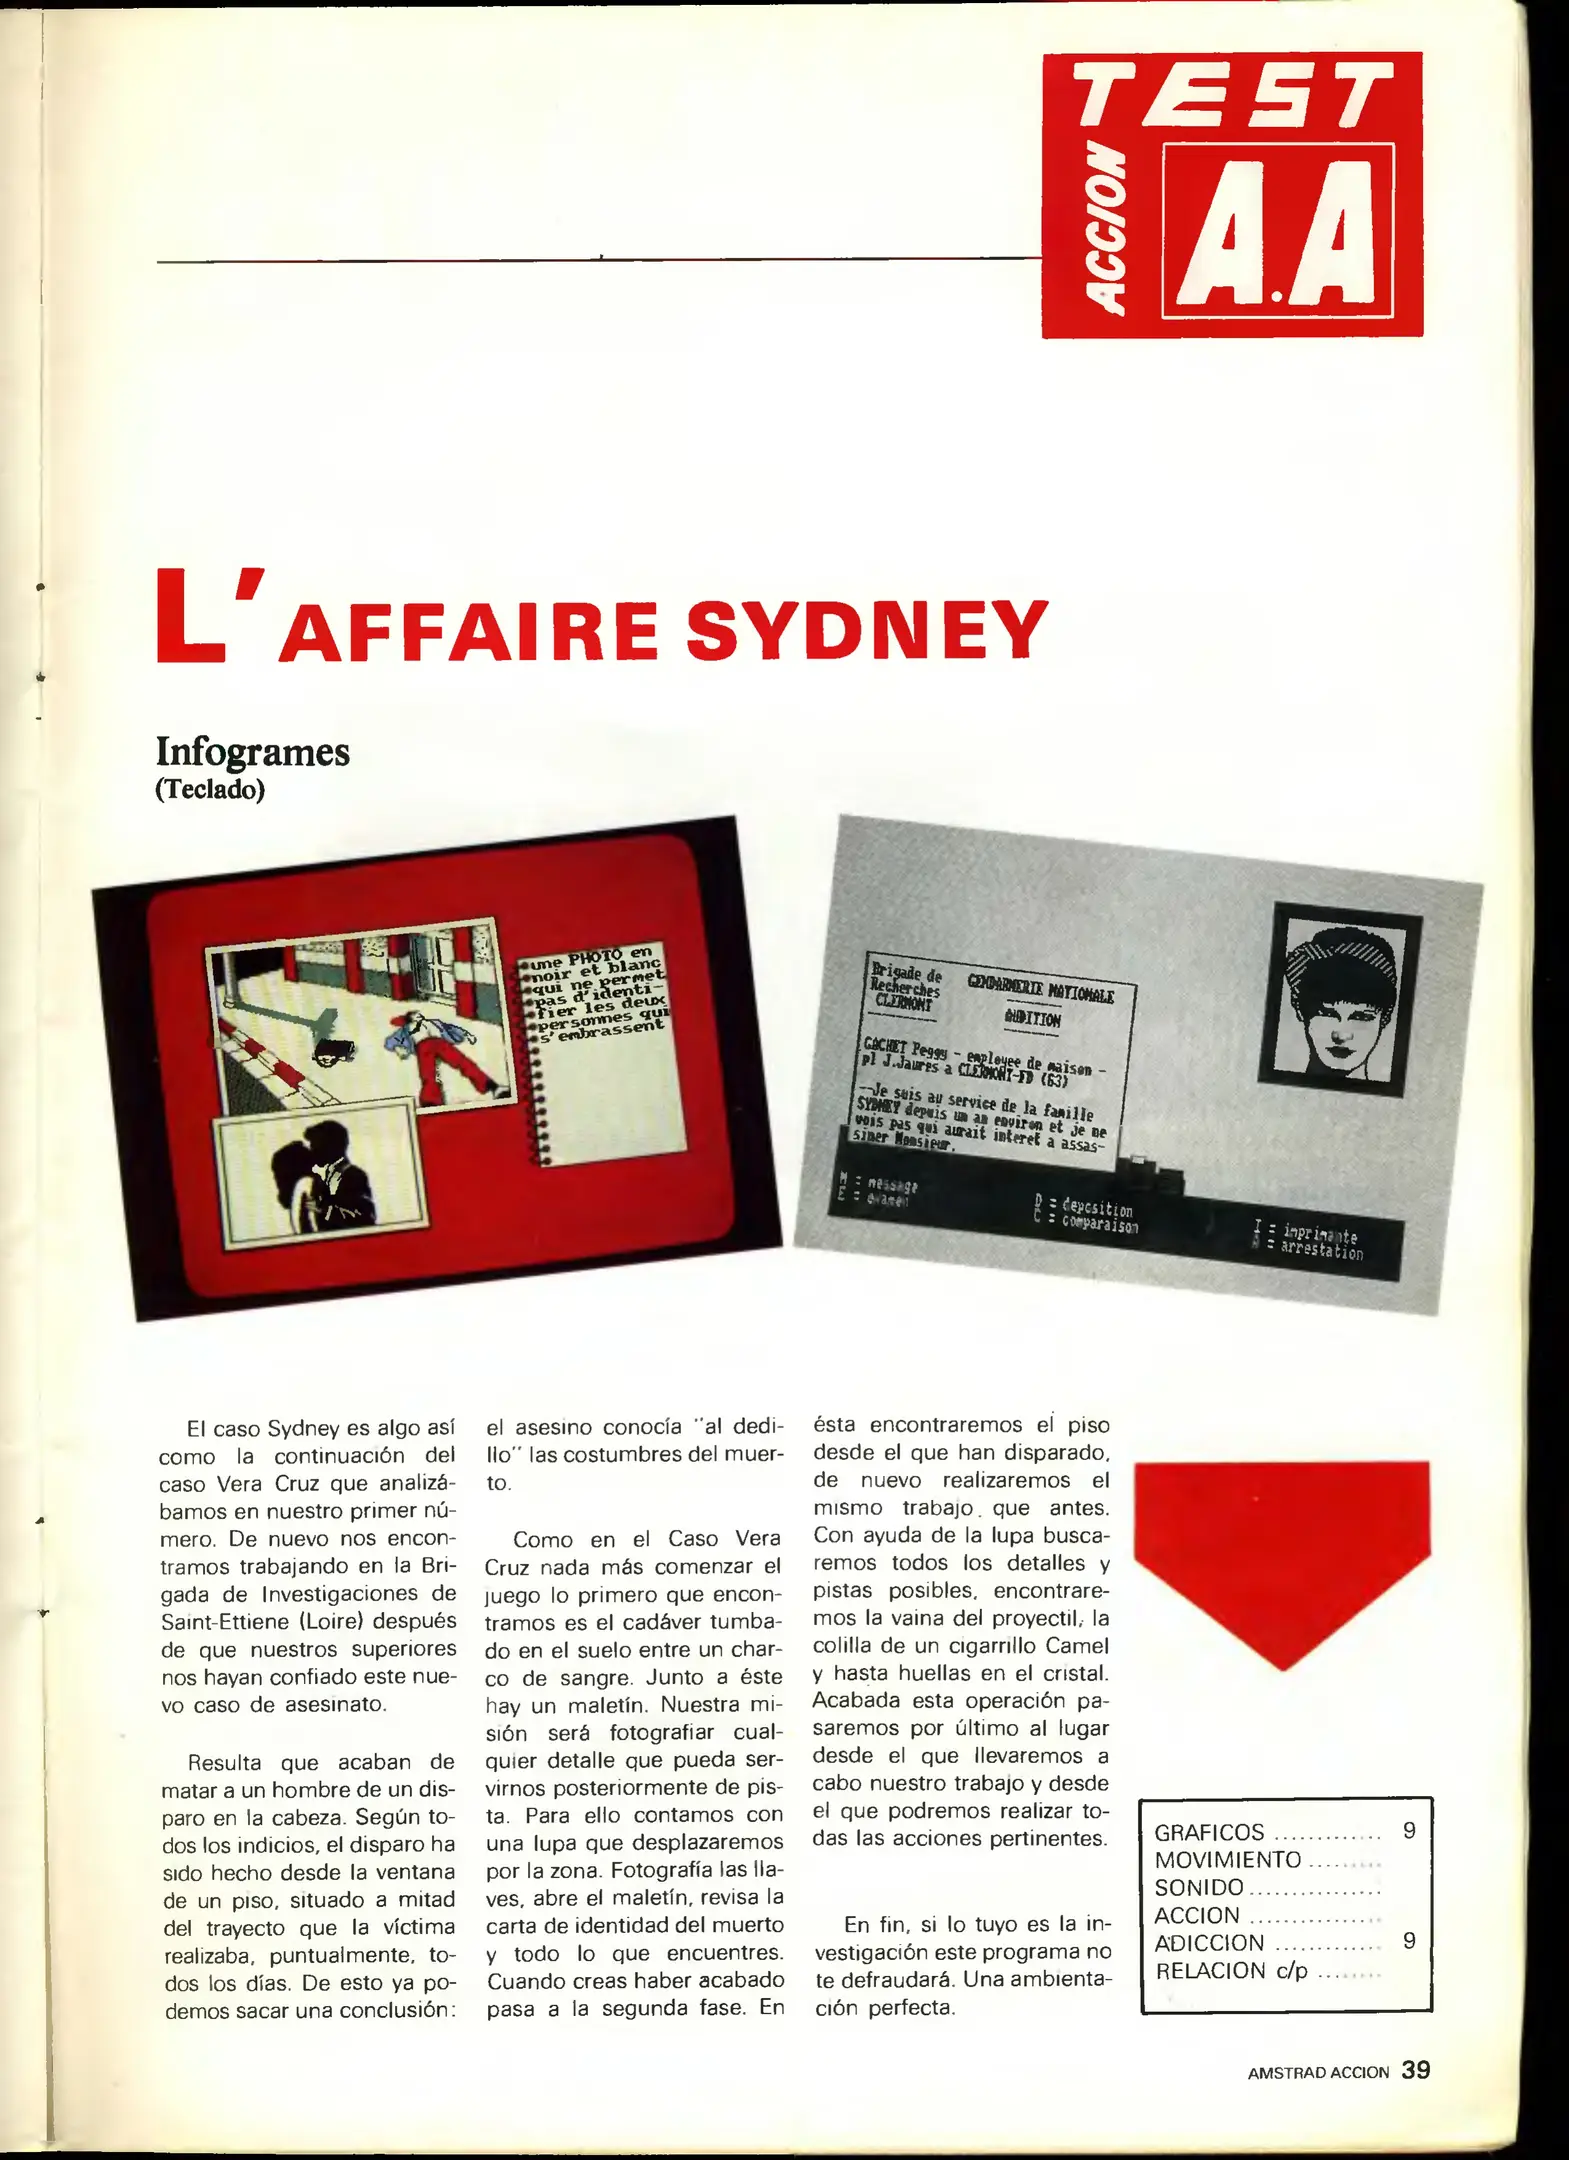 TEST
ACCION
A.A
L'AFFAIRE SYDNEY
Infogrames
(Teclado)
une PHOTO en
noir et blanc
qui ne permet
pas d'identi-
fier les deux
personnes qui
s'embrassent
Brigade de
Recherches
CLERMONT
GENDARMERIE NATIONALE
AUDITION
GACHET Peggy - employee de maison -
pl J.Jaures a CLERMONT-FD (63)
—Je suis au service de la famille
SYDNEY depuis un an environ et je ne
vois pas qui aurait interet a assas-
siner Monsieur.
M = message
E = examen
D = deposition
C = comparaison
I = imprimante
A = arrestation
El caso Sydney es algo así
como la continuación del
caso Vera Cruz que analizá-
bamos en nuestro primer nú-
mero. De nuevo nos encon-
tramos trabajando en la Bri-
gada de Investigaciones de
Saint-Ettiene (Loire) después
de que nuestros superiores
nos hayan confiado este nue-
vo caso de asesinato.
Resulta que acaban de
matar a un hombre de un dis-
paro en la cabeza. Según to-
dos los indicios, el disparo ha
sido hecho desde la ventana
de un piso, situado a mitad
del trayecto que la víctima
realizaba, puntualmente, to-
dos los días. De esto ya po-
demos sacar una conclusión:
el asesino conocía "al dedi-
llo" las costumbres del muer-
to.
Como en el Caso Vera
Cruz nada más comenzar el
juego lo primero que encon-
tramos es el cadáver tumba-
do en el suelo entre un char-
co de sangre. Junto a éste
hay un maletín. Nuestra mi-
sión será fotografiar cual-
quier detalle que pueda ser-
virnos posteriormente de pis-
ta. Para ello contamos con
una lupa que desplazaremos
por la zona. Fotografía las lla-
ves, abre el maletín, revisa la
carta de identidad del muerto
y todo lo que encuentres.
Cuando creas haber acabado
pasa a la segunda fase. En
ésta encontraremos el piso
desde el que han disparado,
de nuevo realizaremos el
mismo trabajo. que antes.
Con ayuda de la lupa busca-
remos todos los detalles y
pistas posibles, encontrare-
mos la vaina del proyectil, la
colilla de un cigarrillo Camel
y hasta huellas en el cristal.
Acabada esta operación pa-
saremos por último al lugar
desde el que llevaremos a
cabo nuestro trabajo y desde
el que podremos realizar to-
das las acciones pertinentes.
En fin, si lo tuyo es la in-
vestigación este programa no
te defraudará. Una ambienta-
ción perfecta.
GRAFICOS .............. 9
MOVIMIENTO .........
SONIDO.................
ACCION .................
ADICCION .............. 9
RELACION c/p ........
AMSTRAD ACCION 39